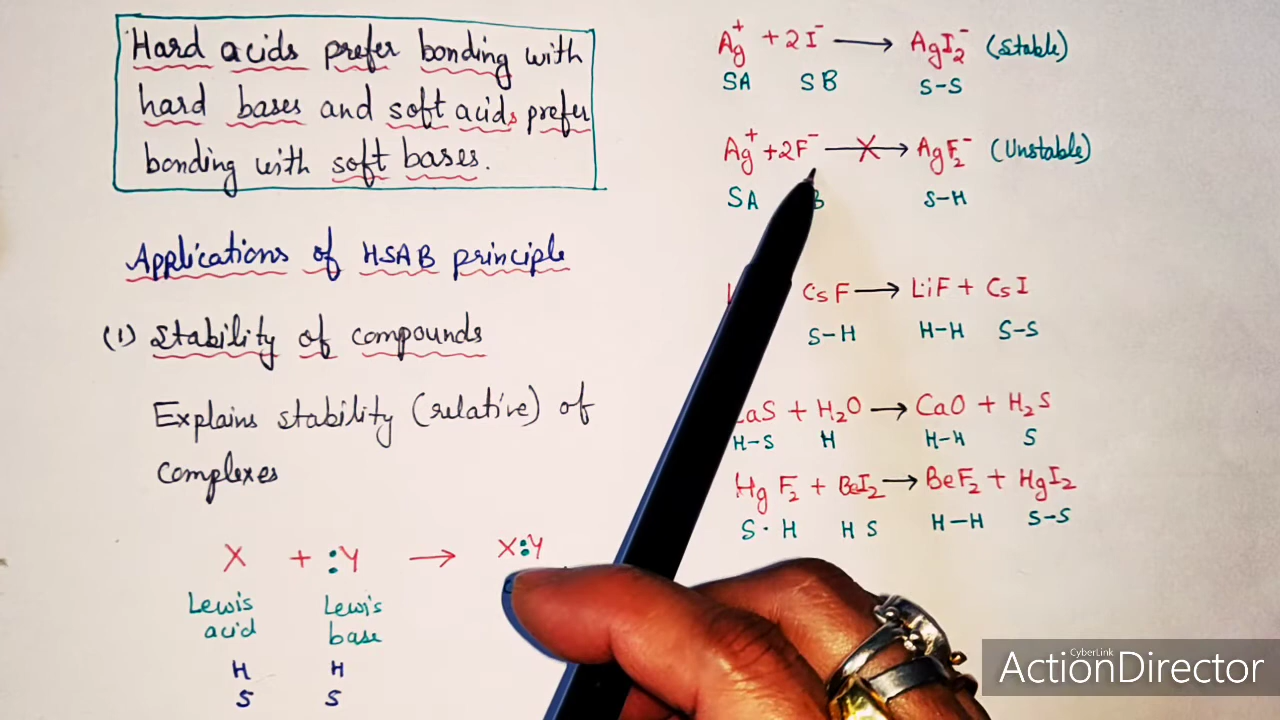 Hard acids prefer bonding with
hard bases and soft acids prefer
bonding with soft bases.
Applications of HSAB principle
(1) Stability of compounds
Explains stability (relative) of
complexes
X + :Y → X:Y
Lewis Lewis
acid base
H H
S S
Ag⁺ + 2I⁻ → AgI₂⁻ (Stable)
SA SB S-S
Ag⁺ + 2F⁻ → AgF₂⁻ (Unstable)
SA B S-H
CsF → LiF + CsI
S-H H-H S-S
aS + H₂O → CaO + H₂S
H-S H H-H S
HgF₂ + BeI₂ → BeF₂ + HgI₂
S · H H S H-H S-S
CyberLink
ActionDirector